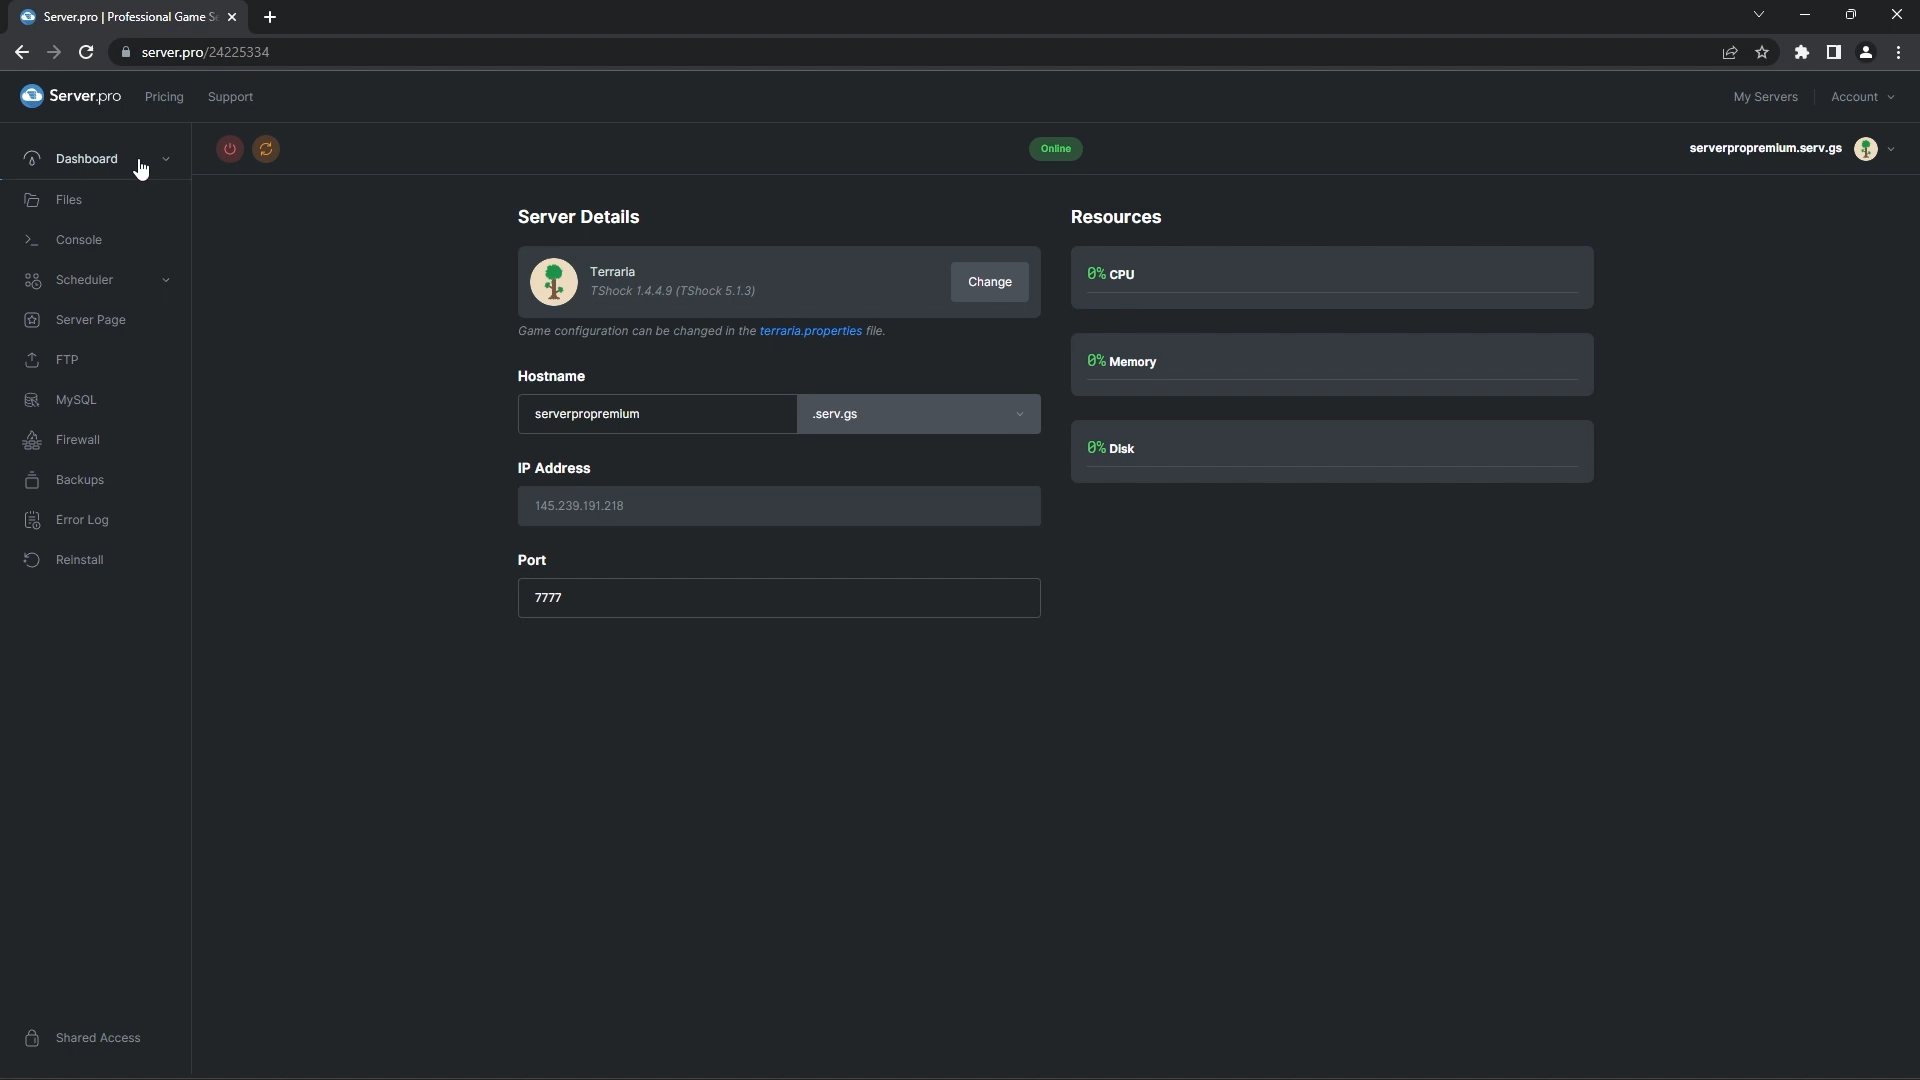 Server.pro | Professional Game S
server.pro/24225334
Server.pro
Pricing
Support
My Servers
Account
Dashboard
Online
serverpropremium.serv.gs
Files
Console
Scheduler
Server Page
FTP
MySQL
Firewall
Backups
Error Log
Reinstall
Shared Access
Server Details
Terraria
TShock 1.4.4.9 (TShock 5.1.3)
Change
Game configuration can be changed in the terraria.properties file.
Hostname
serverpropremium
.serv.gs
IP Address
145.239.191.218
Port
7777
Resources
0% CPU
0% Memory
0% Disk